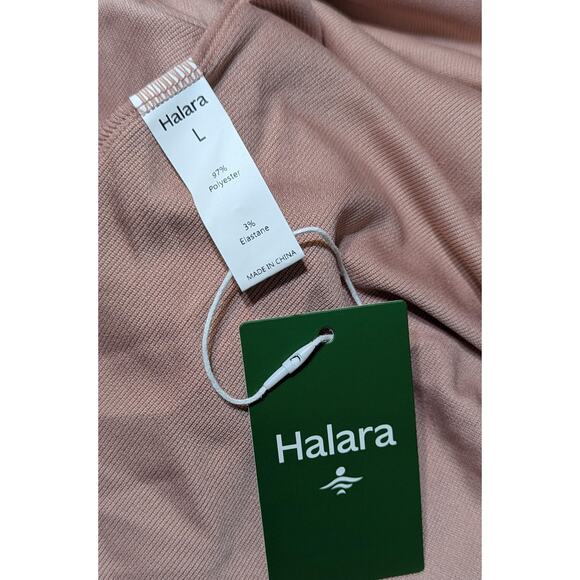 Halara
L
97%
Polyester
3%
Elastane
MADE IN CHINA
Halara